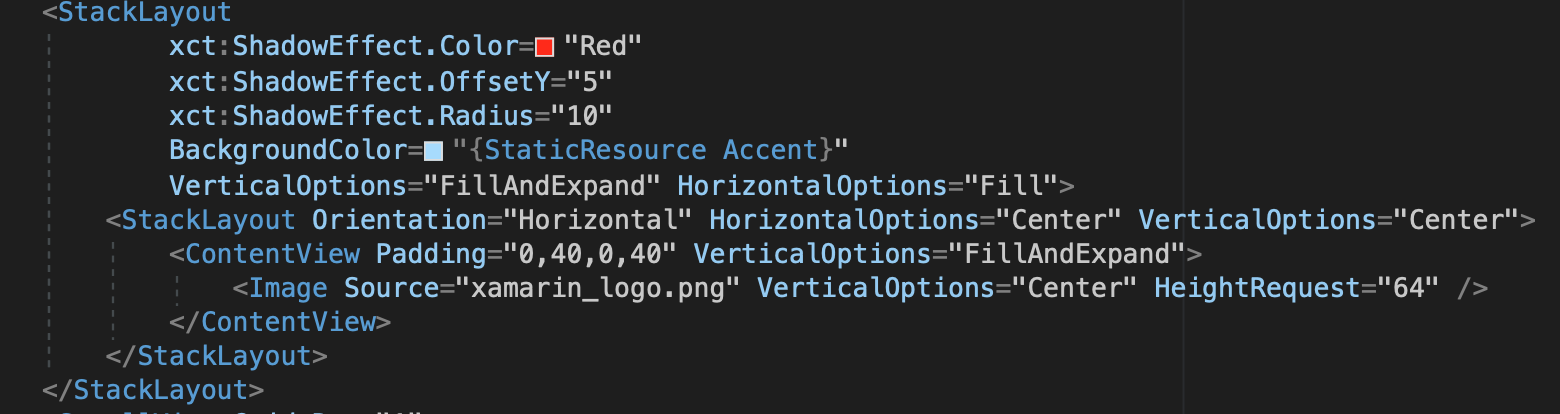 <StackLayout
xct:ShadowEffect.Color="Red"
xct:ShadowEffect.OffsetY="5"
xct:ShadowEffect.Radius="10"
BackgroundColor="{StaticResource Accent}"
VerticalOptions="FillAndExpand" HorizontalOptions="Fill">
<StackLayout Orientation="Horizontal" HorizontalOptions="Center" VerticalOptions="Center">
<ContentView Padding="0,40,0,40" VerticalOptions="FillAndExpand">
<Image Source="xamarin_logo.png" VerticalOptions="Center" HeightRequest="64" />
</ContentView>
</StackLayout>
</StackLayout>